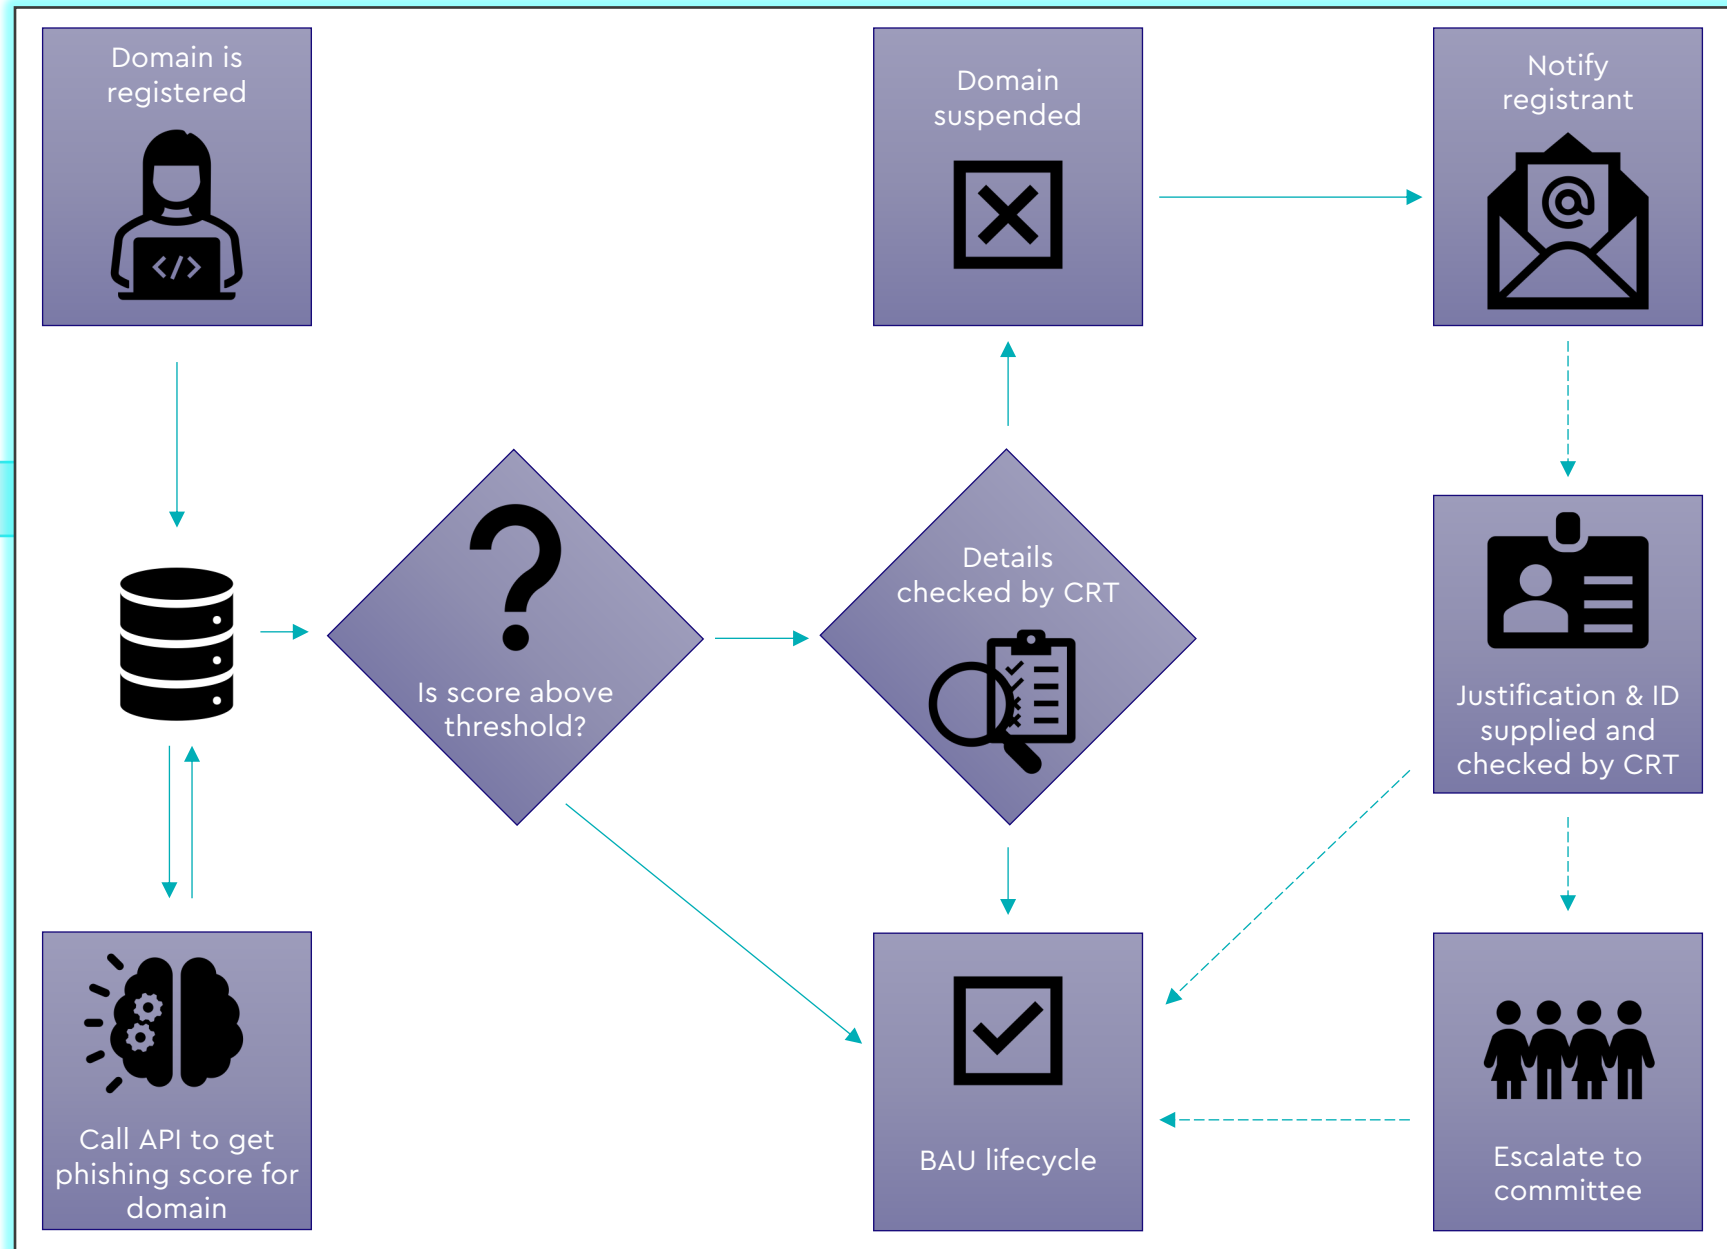 Domain is
registered
Domain
suspended
Notify
registrant
</>
@
Is score above
threshold?
Details
checked by CRT
Justification & ID
supplied and
checked by CRT
Call API to get
phishing score for
domain
BAU lifecycle
Escalate to
committee